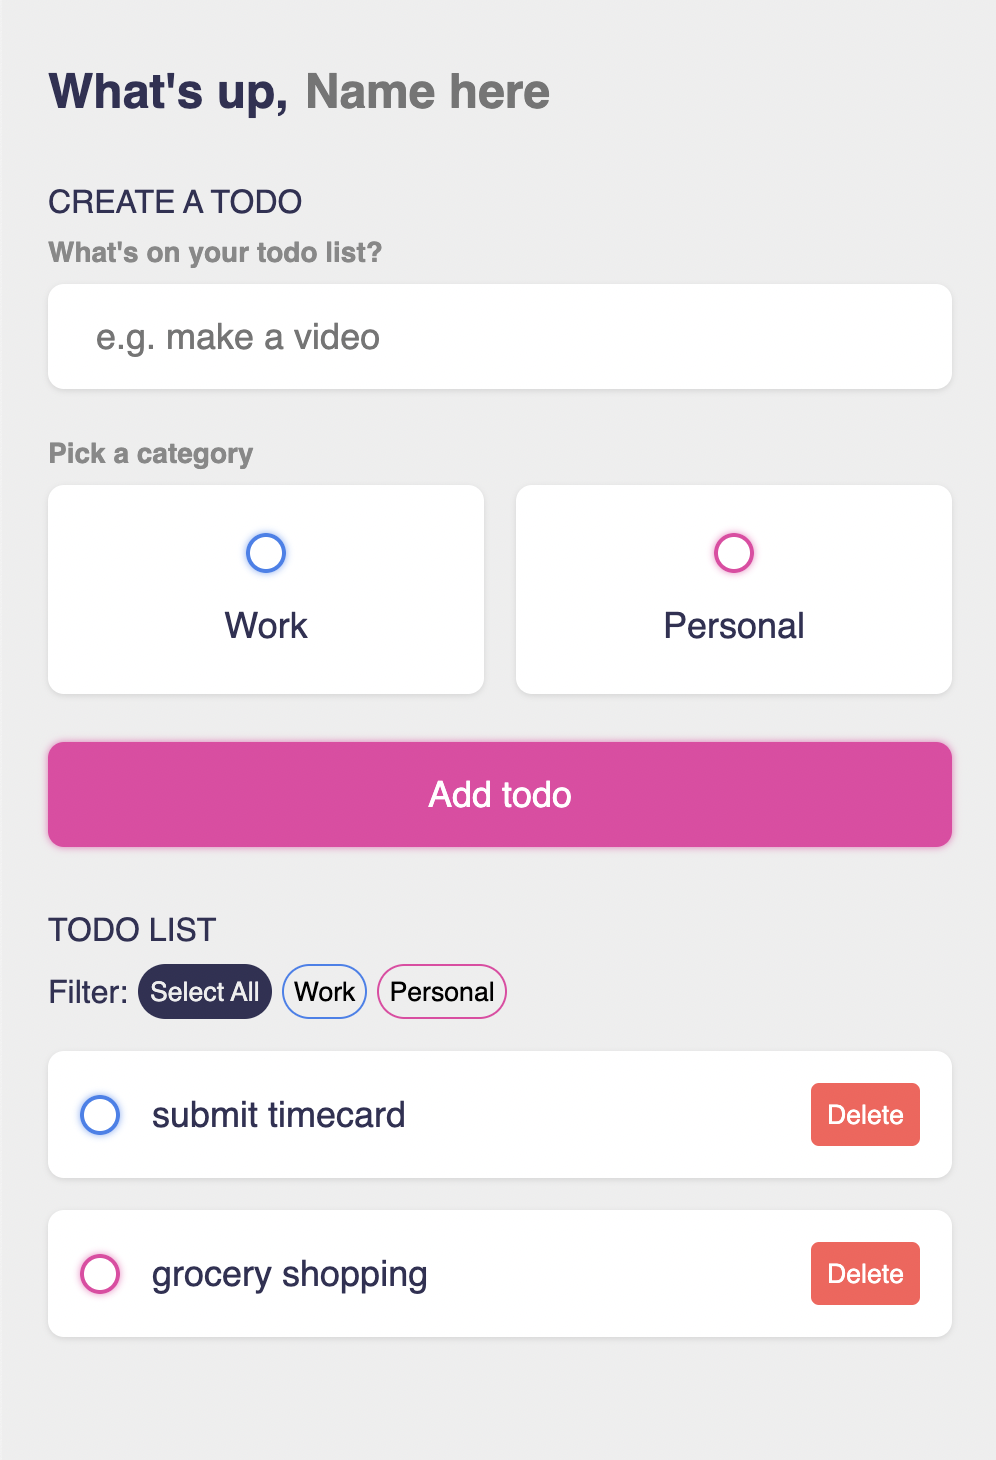 What's up, Name here
CREATE A TODO
What's on your todo list?
e.g. make a video
Pick a category
Work Personal
Add todo
TODO LIST
Filter: Select All Work Personal
submit timecard Delete
grocery shopping Delete